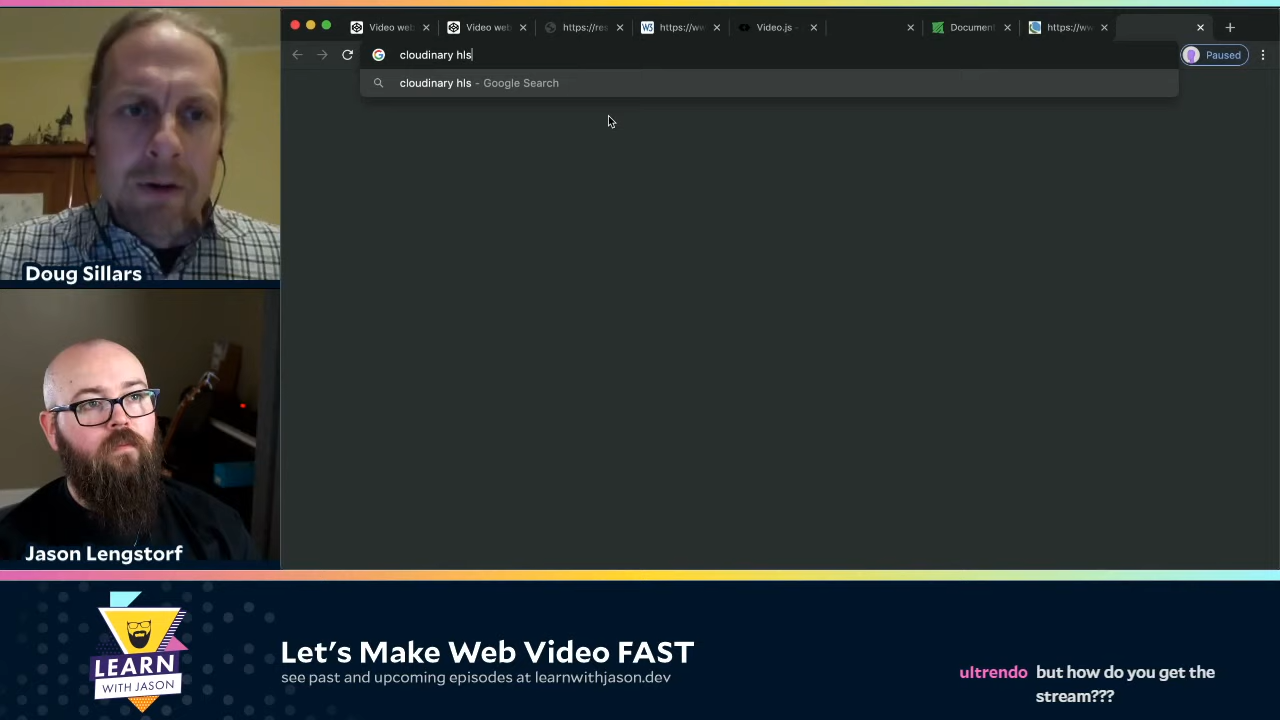 Video web
Video web
https://res
https://ww
Video.js -
Document
https://ww
cloudinary hls
Paused
cloudinary hls - Google Search
Doug Sillars
Jason Lengstorf
LEARN
WITH JASON
Let's Make Web Video FAST
see past and upcoming episodes at learnwithjason.dev
ultrendo but how do you get the
stream???